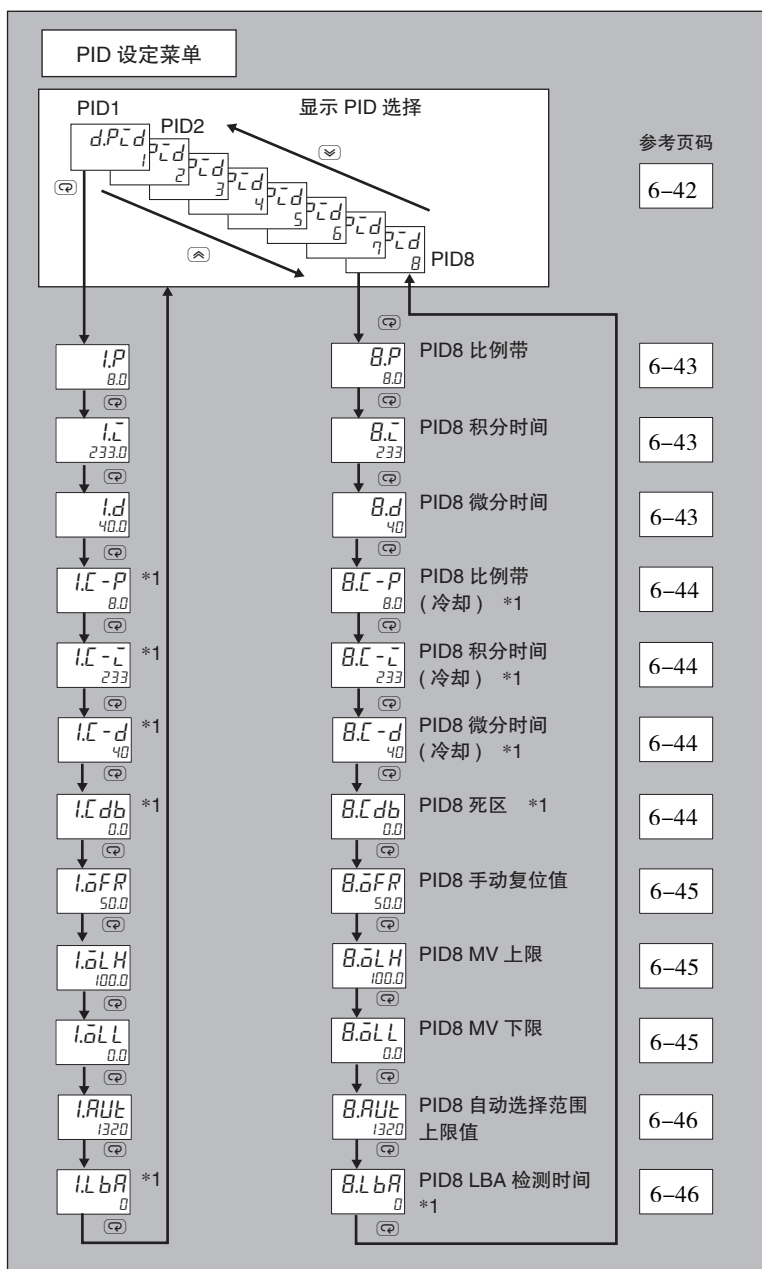 PID 设定菜单
PID1
显示 PID 选择
d.Pid
1
PID2
Pid
2
Pid
3
Pid
4
Pid
5
Pid
6
Pid
7
Pid
8
PID8
参考页码
6-42
1.P
8.0
8.P
8.0
PID8 比例带
6-43
1.i
233.0
8.i
233
PID8 积分时间
6-43
1.d
40.0
8.d
40
PID8 微分时间
6-43
1.C-P
8.0
*1
8.C-P
8.0
PID8 比例带
(冷却) *1
6-44
1.C-i
233
*1
8.C-i
233
PID8 积分时间
(冷却) *1
6-44
1.C-d
40
*1
8.C-d
40
PID8 微分时间
(冷却) *1
6-44
1.Cdb
0.0
*1
8.Cdb
0.0
PID8 死区 *1
6-44
1.oFR
50.0
8.oFR
50.0
PID8 手动复位值
6-45
1.oLH
100.0
8.oLH
100.0
PID8 MV 上限
6-45
1.oLL
0.0
8.oLL
0.0
PID8 MV 下限
6-45
1.AUt
1320
8.AUt
1320
PID8 自动选择范围
上限值
6-46
1.LbA
0
*1
8.LbA
0
PID8 LBA 检测时间
*1
6-46